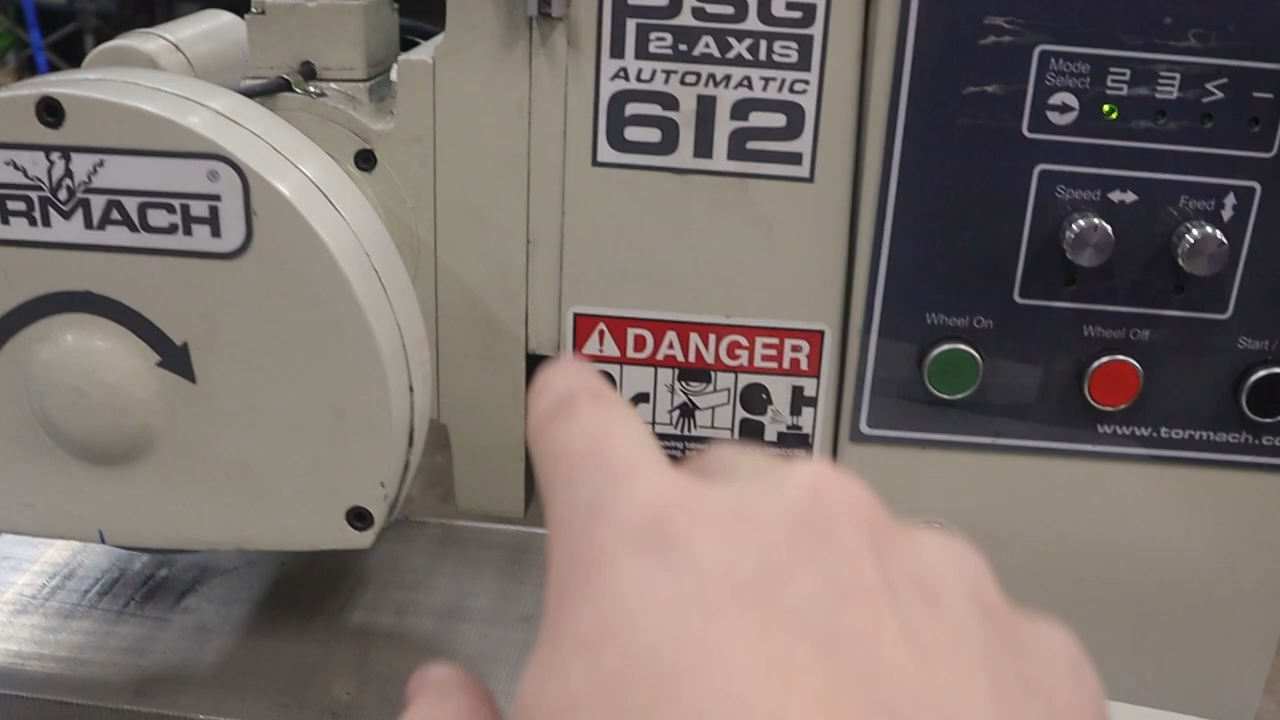 PSG
2-AXIS
AUTOMATIC
612
RMACH
®
DANGER
Mode
Select
Speed
Feed
Wheel On
Wheel Off
Start /
www.tormach.co